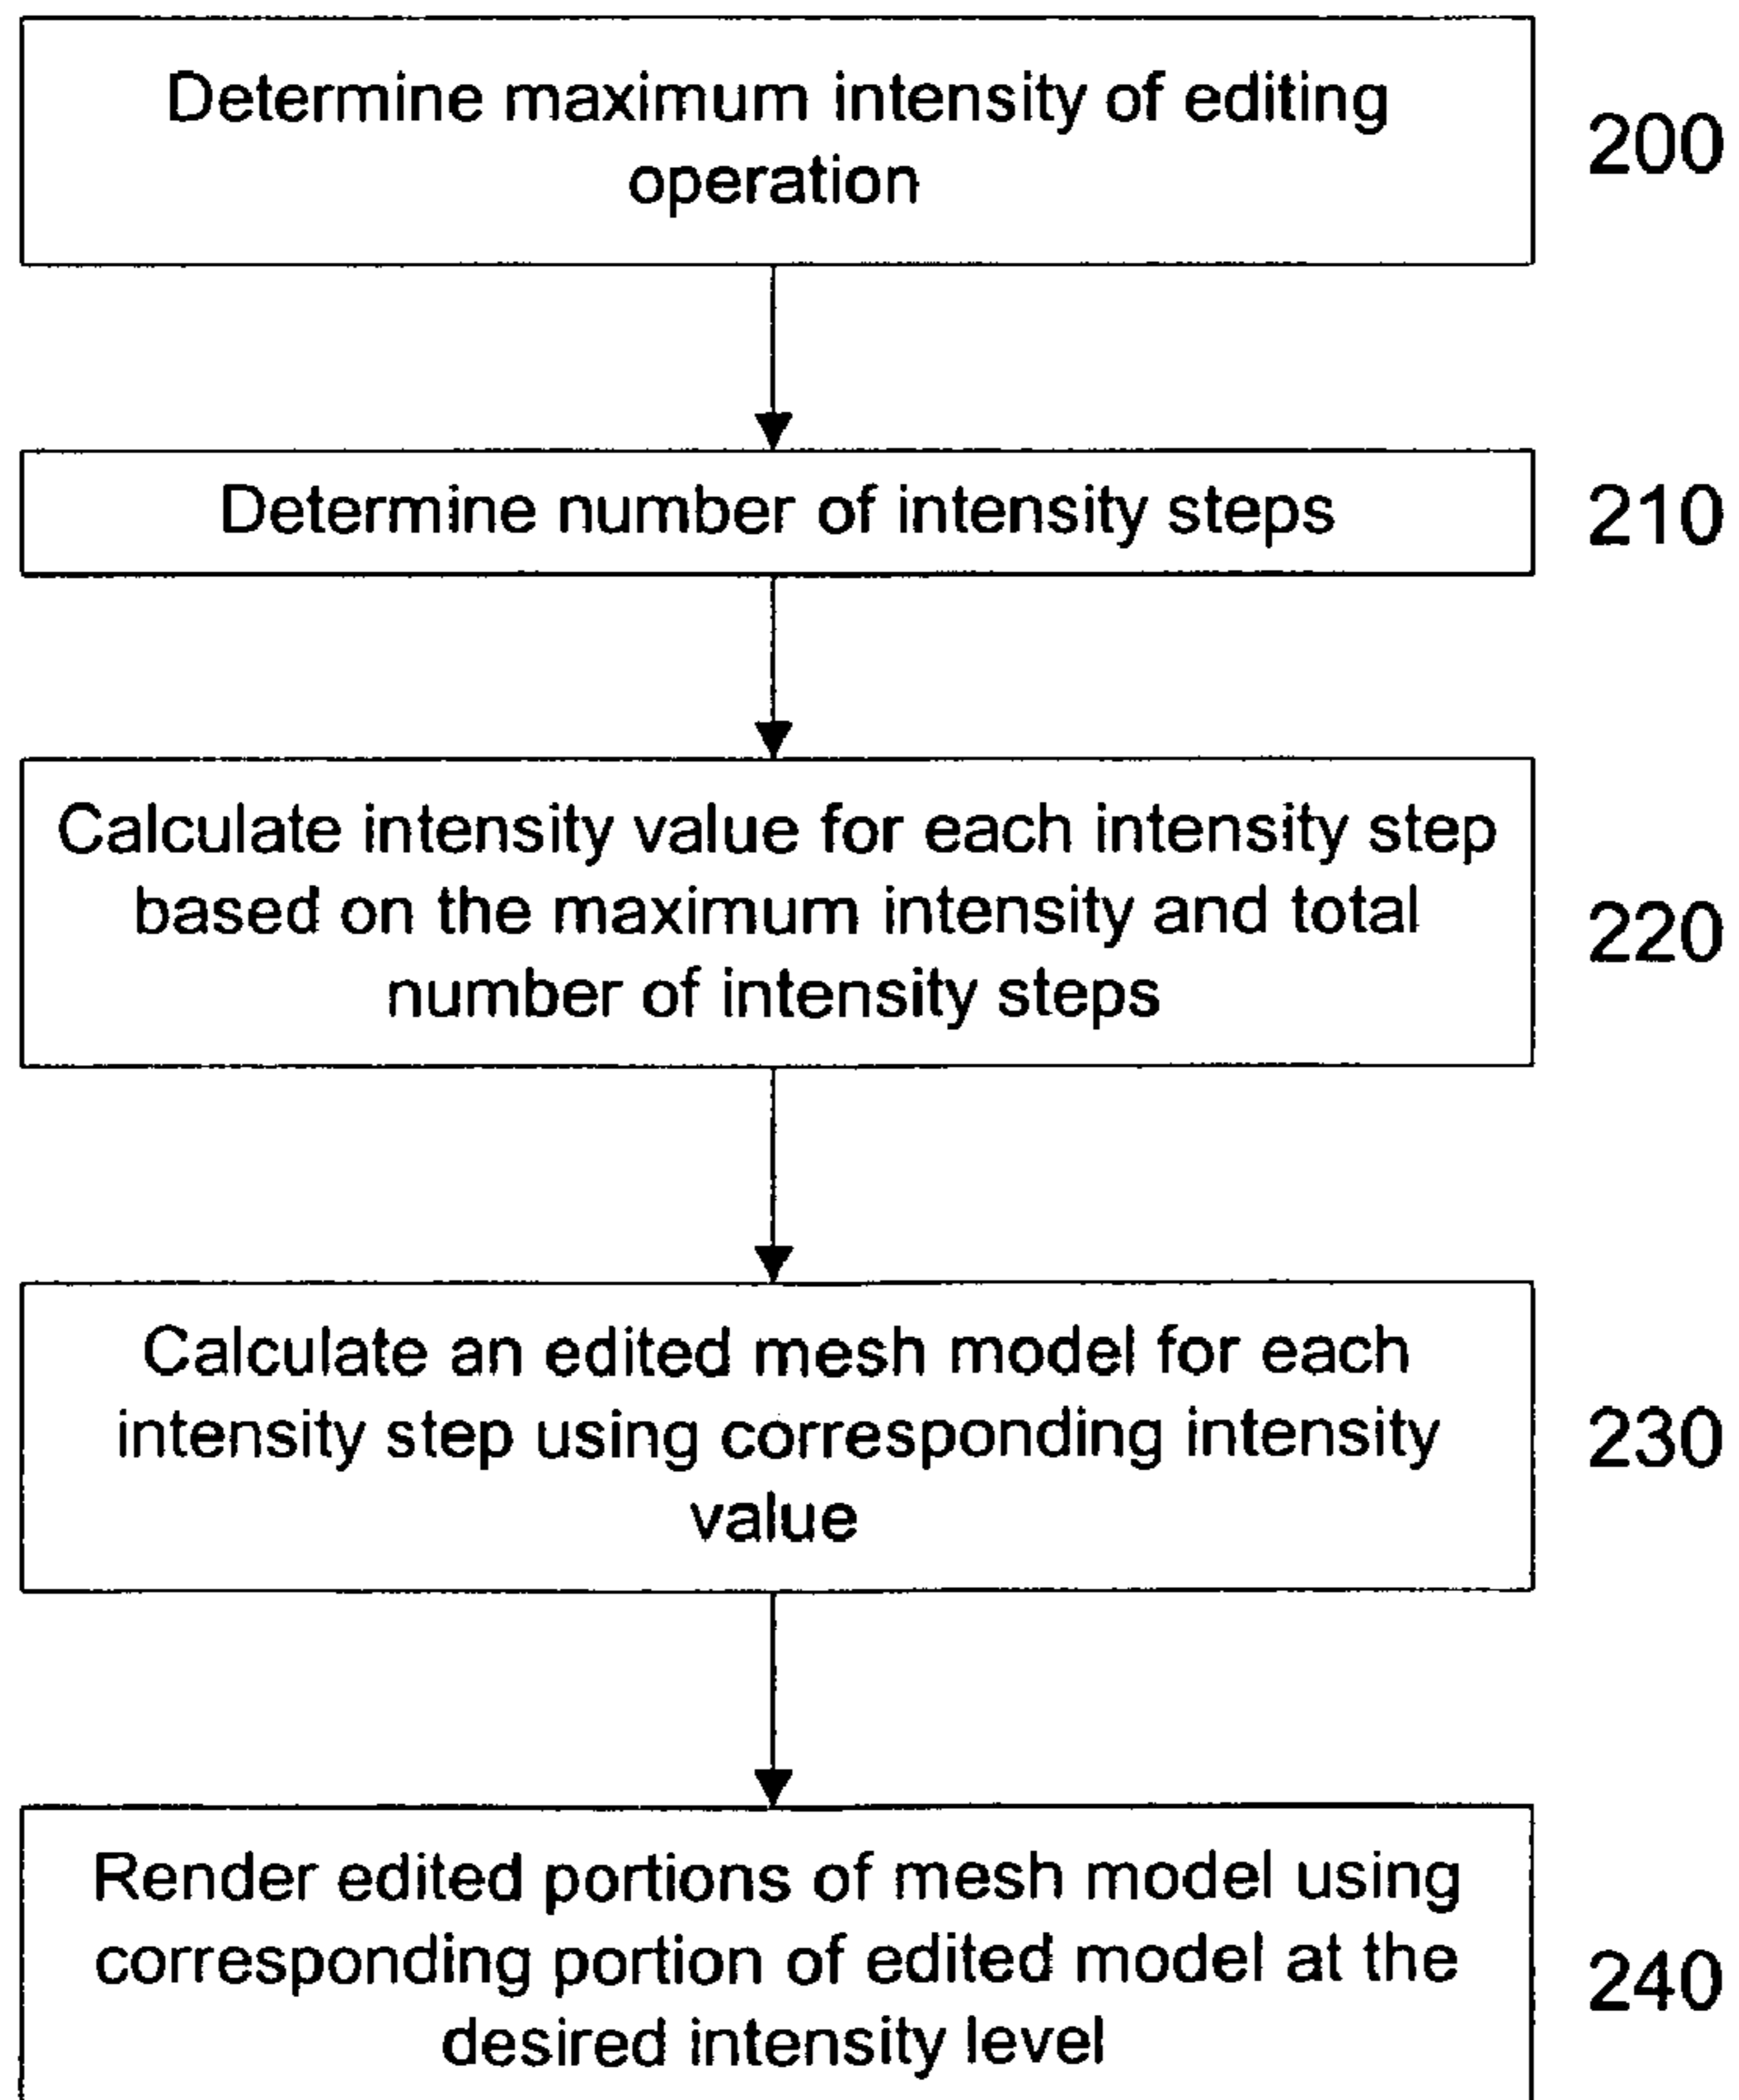 Determine maximum intensity of editing
operation
200
Determine number of intensity steps
210
Calculate intensity value for each intensity step
based on the maximum intensity and total
number of intensity steps
220
Calculate an edited mesh model for each
intensity step using corresponding intensity
value
230
Render edited portions of mesh model using
corresponding portion of edited model at the
desired intensity level
240